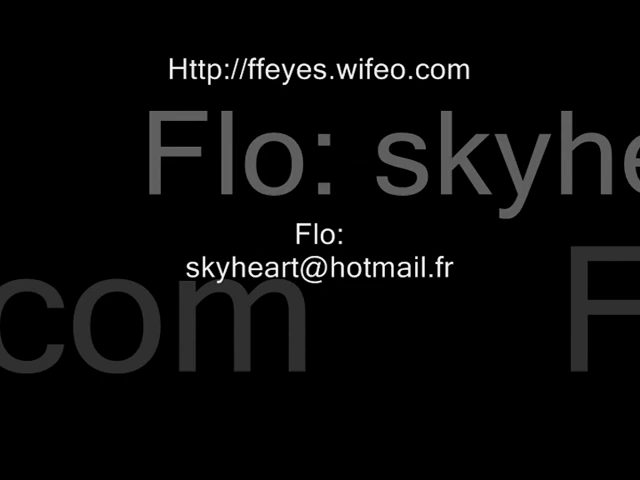 Http://ffeyes.wifeo.com
Flo: skyhe
Flo:
skyheart@hotmail.fr
com F